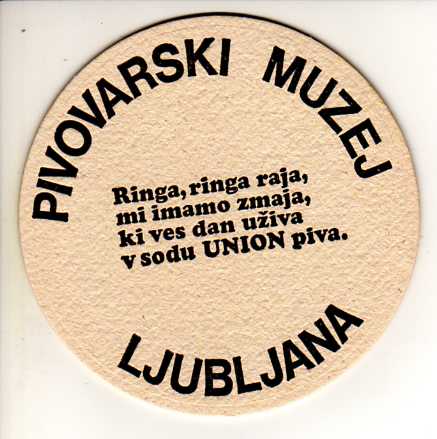 PIVOVARSKI MUZEJ
Ringa, ringa raja,
mi imamo zmaja,
ki ves dan uživa
v sodu UNION piva.
LJUBLJANA